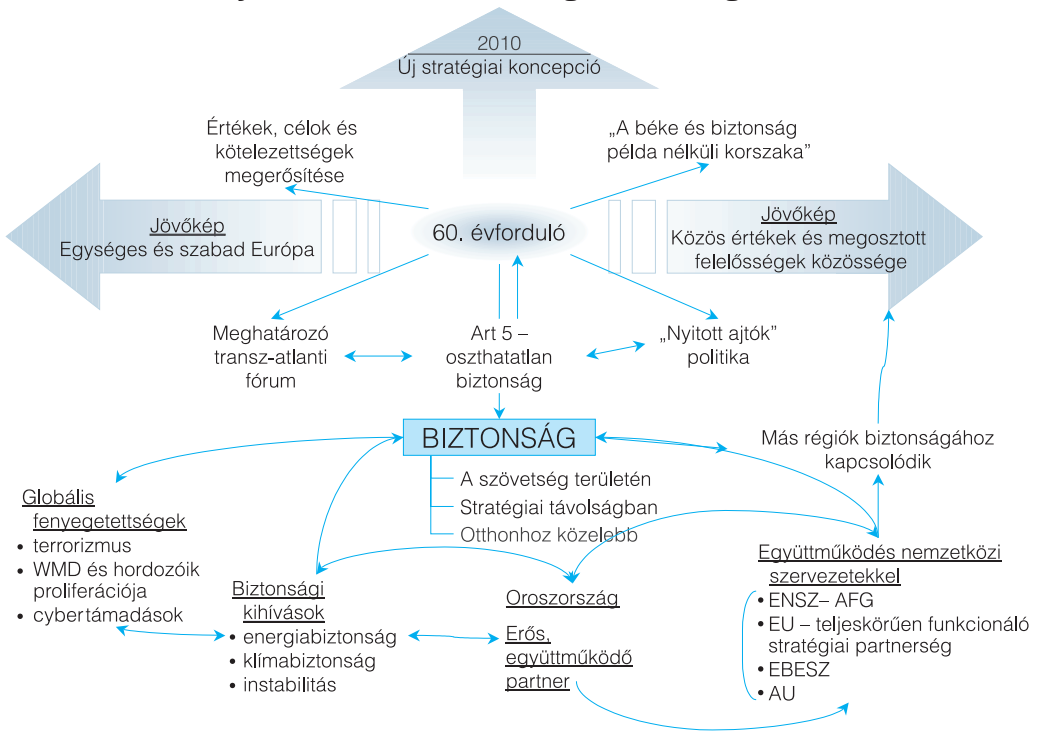 2010
Új stratégiai koncepció
Értékek, célok és
kötelezettségek
megerősítése
„A béke és biztonság
példa nélküli korszaka”
Jövőkép
Egységes és szabad Európa
60. évforduló
Jövőkép
Közös értékek és megosztott
felelősségek közössége
Meghatározó
transz-atlanti
fórum
Art 5 –
oszthatatlan
biztonság
„Nyitott ajtók”
politika
BIZTONSÁG
A szövetség területén
Stratégiai távolságban
Otthonhoz közelebb
Más régiók biztonságához
kapcsolódik
Globális
fenyegetettségek
• terrorizmus
• WMD és hordozóik
proliferációja
• cybertámadások
Biztonsági
kihívások
• energiabiztonság
• klímabiztonság
• instabilitás
Oroszország
Erős,
együttműködő
partner
Együttműködés nemzetközi
szervezetekkel
• ENSZ– AFG
• EU – teljeskörűen funkcionáló
stratégiai partnerség
• EBESZ
• AU